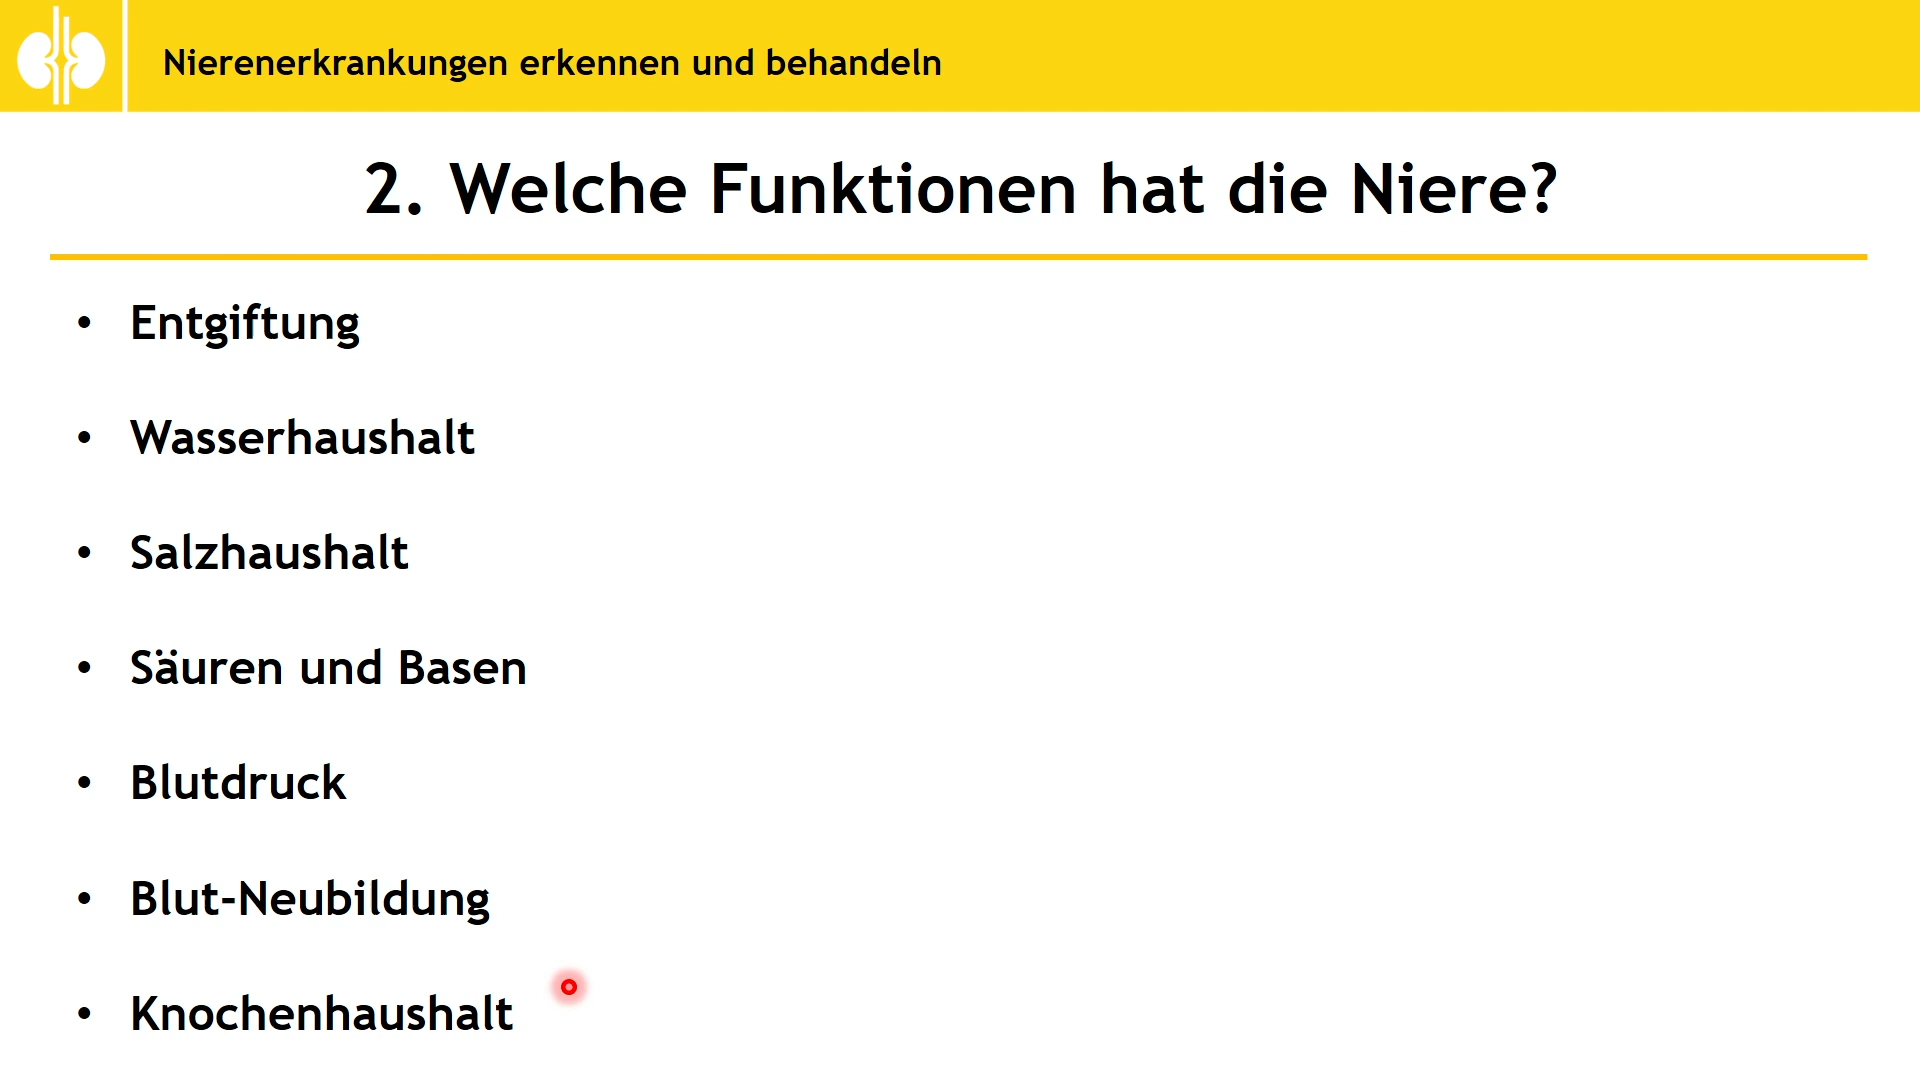 Nierenerkrankungen erkennen und behandeln
2. Welche Funktionen hat die Niere?
• Entgiftung
• Wasserhaushalt
• Salzhaushalt
• Säuren und Basen
• Blutdruck
• Blut-Neubildung
• Knochenhaushalt